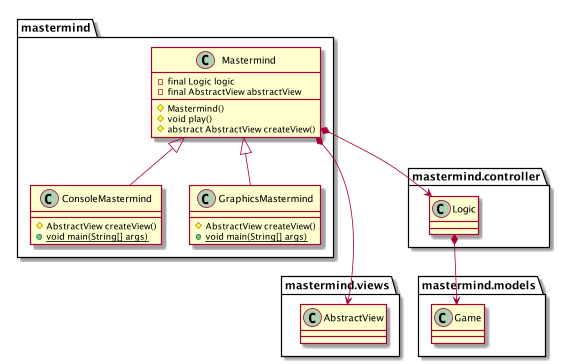 mastermind
C Mastermind
final Logic logic
final AbstractView abstractView
Mastermind()
void play()
abstract AbstractView createView()
C ConsoleMastermind
AbstractView createView()
void main(String[] args)
C GraphicsMastermind
AbstractView createView()
void main(String[] args)
mastermind.controller
C Logic
mastermind.views
C AbstractView
mastermind.models
C Game